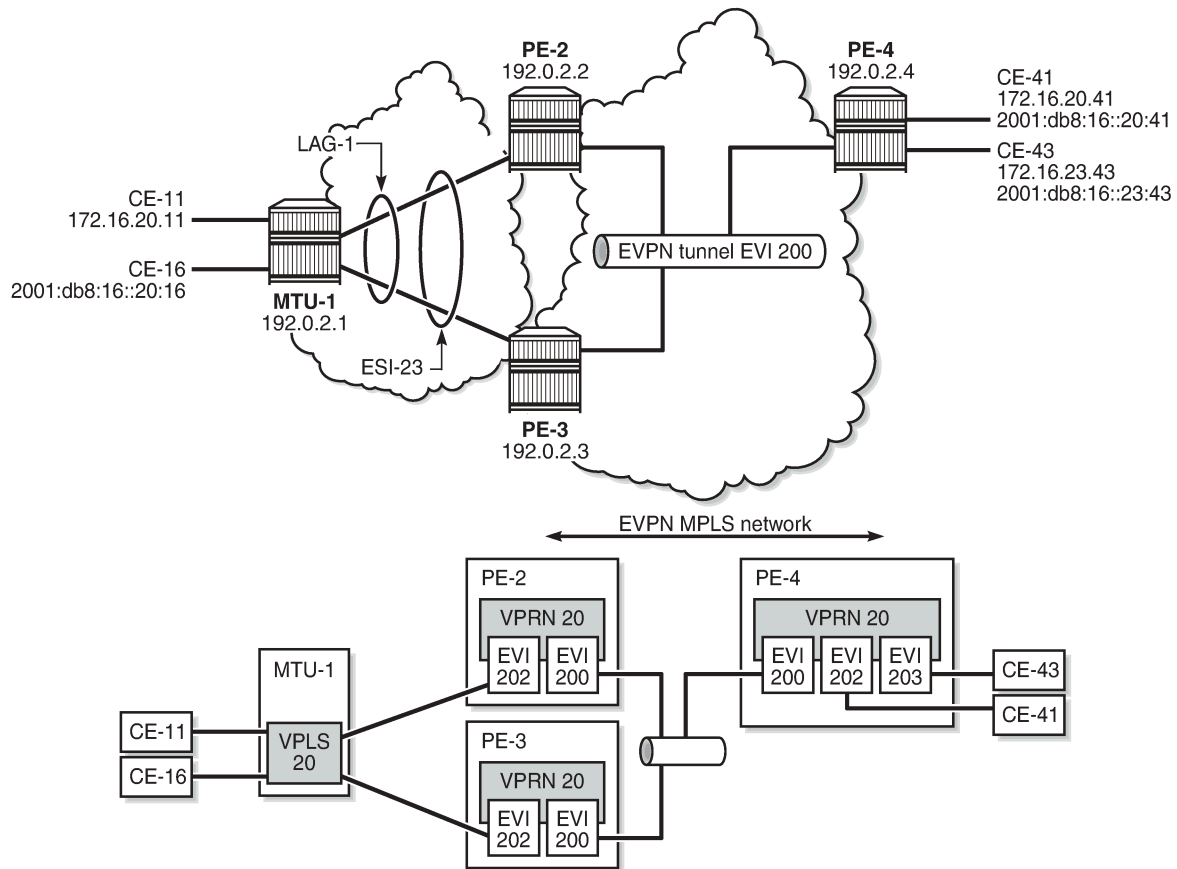 PE-2
192.0.2.2
PE-4
192.0.2.4
CE-41
172.16.20.41
2001:db8:16::20:41
CE-43
172.16.23.43
2001:db8:16::23:43
LAG-1
CE-11
172.16.20.11
CE-16
2001:db8:16::20:16
MTU-1
192.0.2.1
EVPN tunnel EVI 200
ESI-23
PE-3
192.0.2.3
EVPN MPLS network
PE-2
VPRN 20
EVI
202
EVI
200
PE-4
VPRN 20
EVI
200
EVI
202
EVI
203
MTU-1
VPLS
20
CE-11
CE-16
CE-43
CE-41
PE-3
VPRN 20
EVI
202
EVI
200